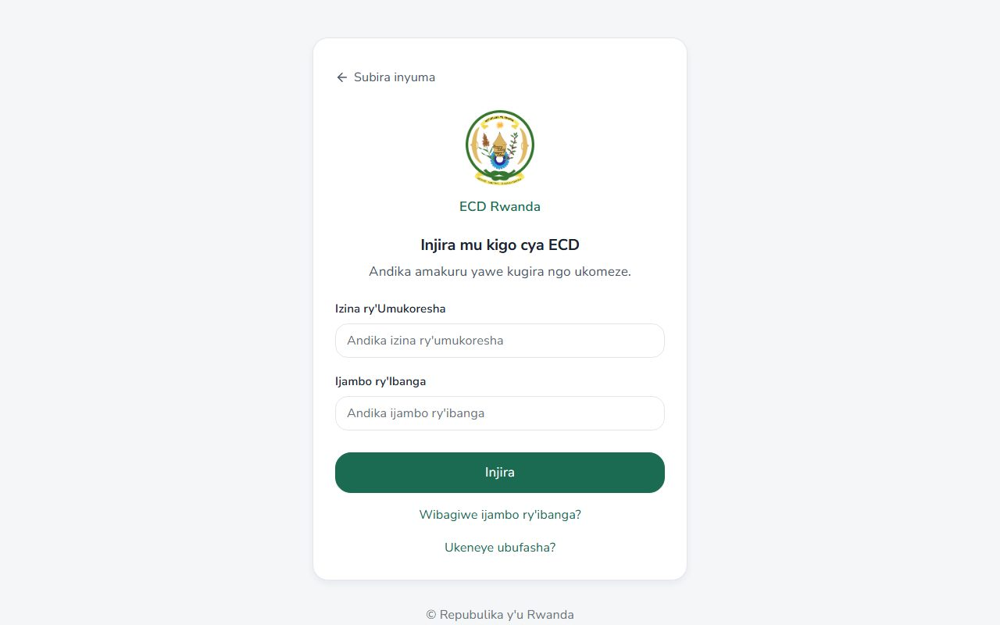 Subira inyuma
ECD Rwanda
Injira mu kigo cya ECD
Andika amakuru yawe kugira ngo ukomeze.
Izina ry'Umukoresha
Andika izina ry'umukoresha
Ijambo ry'Ibanga
Andika ijambo ry'ibanga
Injira
Wibagiwe ijambo ry'ibanga?
Ukeneye ubufasha?
© Repubulika y'u Rwanda